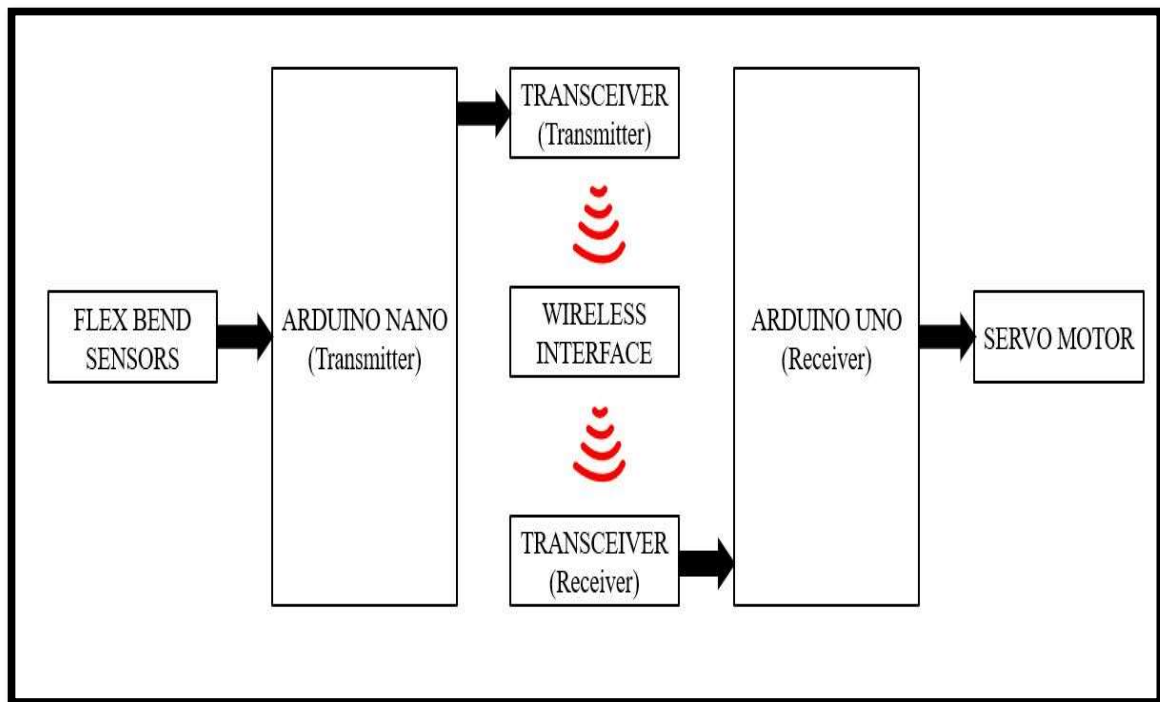 FLEX BEND
SENSORS
ARDUINO NANO
(Transmitter)
TRANSCEIVER
(Transmitter)
WIRELESS
INTERFACE
TRANSCEIVER
(Receiver)
ARDUINO UNO
(Receiver)
SERVO MOTOR